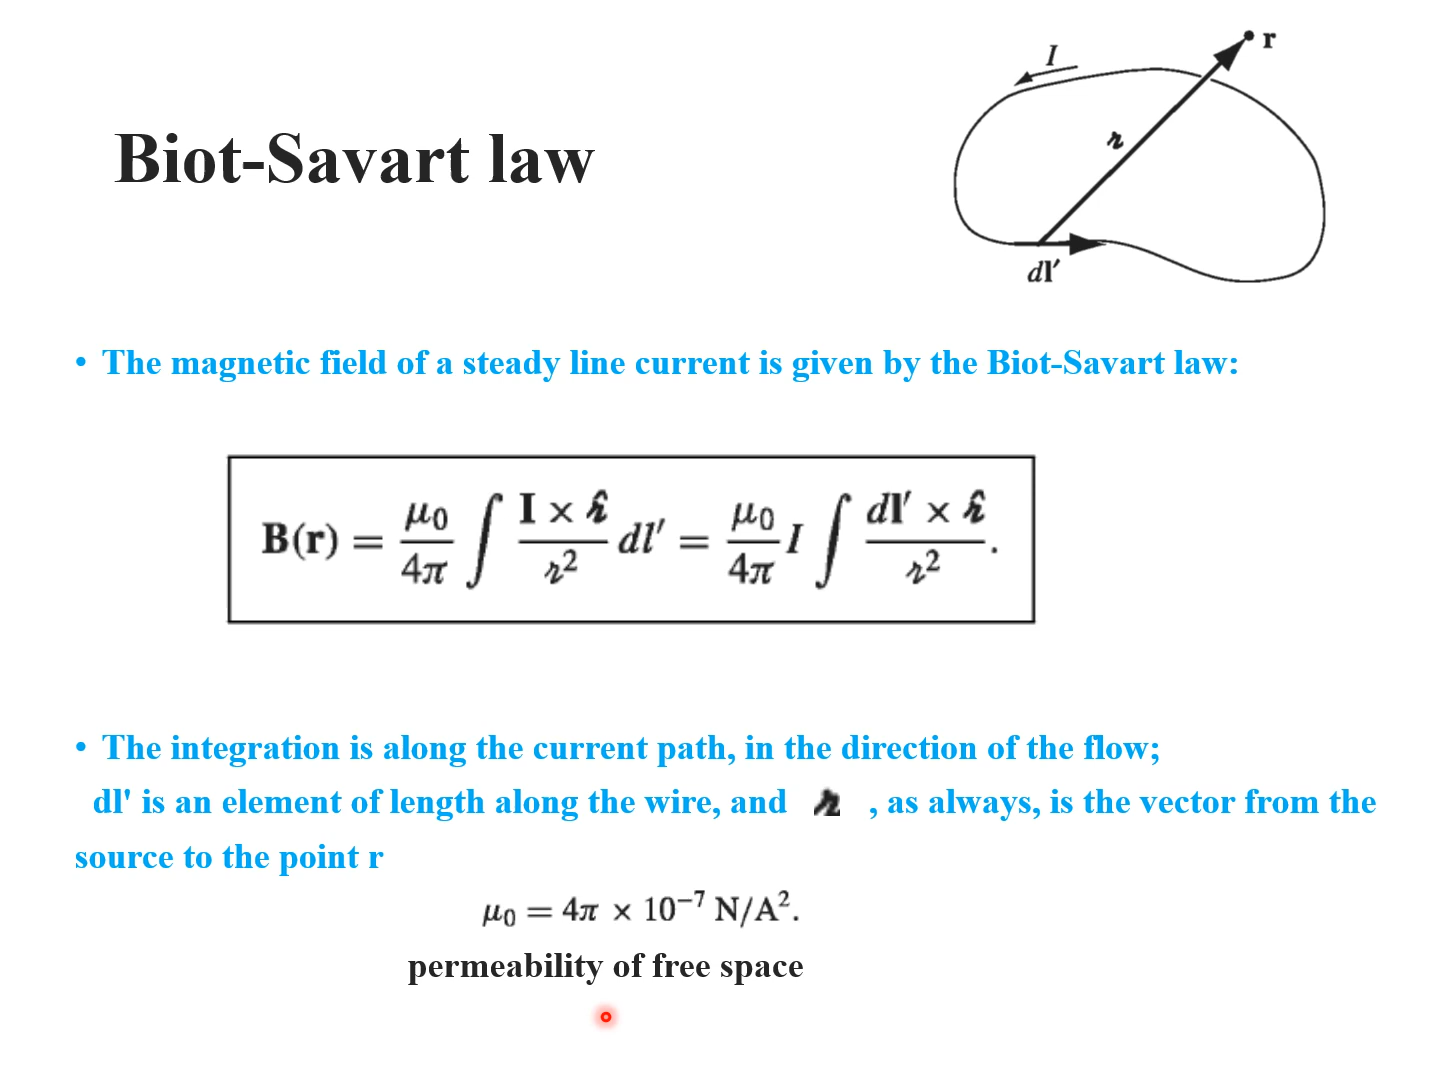 r
I
𝓇
dl′
Biot-Savart law
• The magnetic field of a steady line current is given by the Biot-Savart law:
B(r) = μ₀/4π ∫ I × 𝓇̂/𝓇² dl′ = μ₀/4π I ∫ dl′ × 𝓇̂/𝓇².
• The integration is along the current path, in the direction of the flow;
dl' is an element of length along the wire, and 𝓇 , as always, is the vector from the
source to the point r
μ₀ = 4π × 10⁻⁷ N/A².
permeability of free space